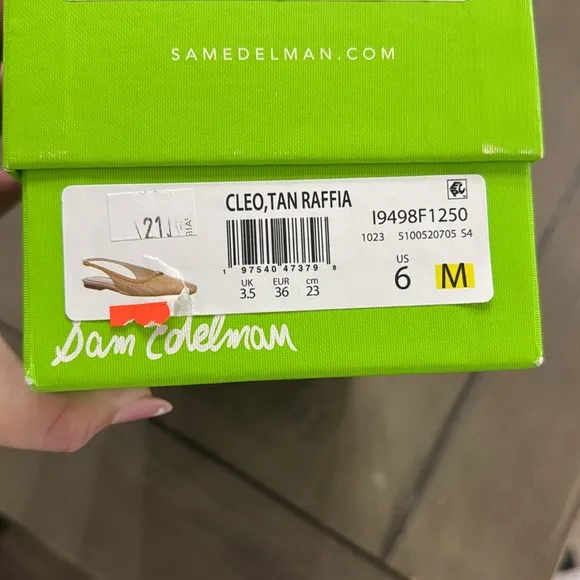 SAMEDELMAN.COM
CLEO,TAN RAFFIA
I9498F1250
1023 5100520705 S4
1 97540 47379 8
UK EUR cm
3.5 36 23
US
6 M
Sam Edelman